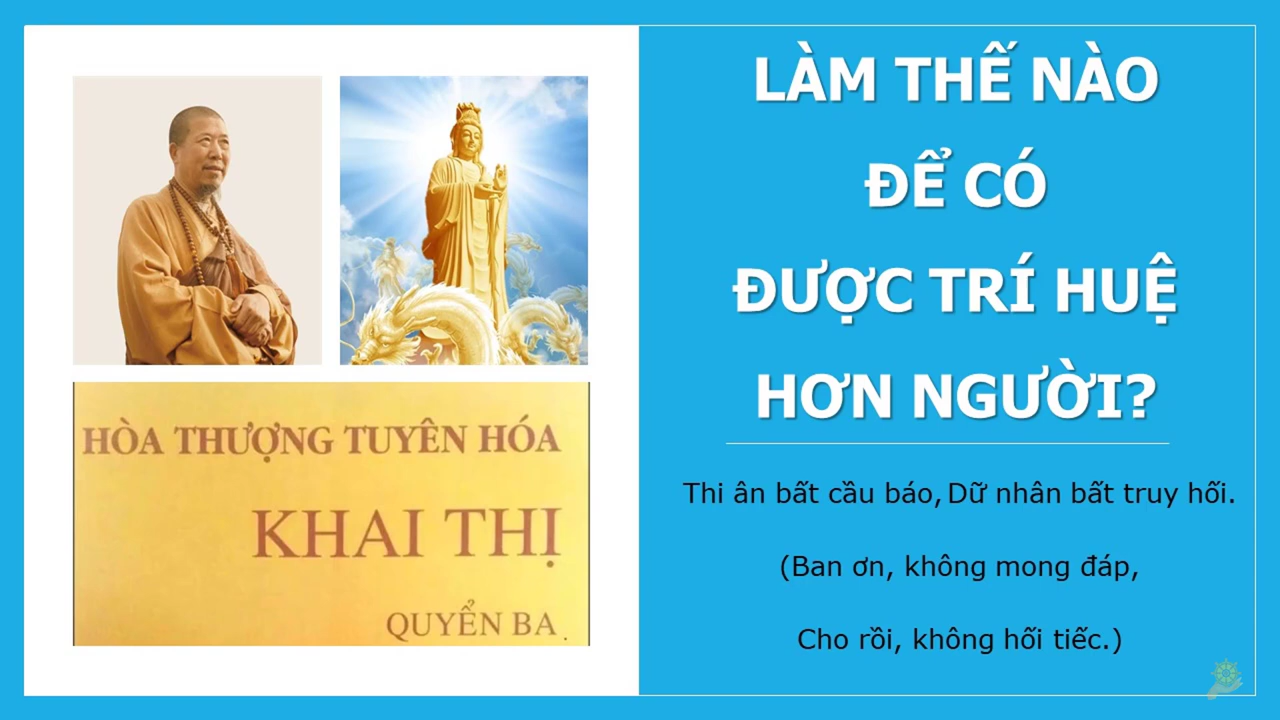 HÒA THƯỢNG TUYÊN HÓA
KHAI THỊ
QUYỂN BA .
LÀM THẾ NÀO
ĐỂ CÓ
ĐƯỢC TRÍ HUỆ
HƠN NGƯỜI?
Thi ân bất cầu báo, Dữ nhân bất truy hối.
(Ban ơn, không mong đáp,
Cho rồi, không hối tiếc.)